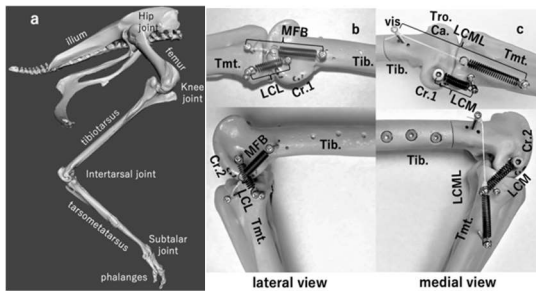 a
Hip
joint
ilium
femur
Knee
joint
tibiotarsus
Intertarsal joint
tarsometatarsus
Subtalar
joint
phalanges
b
MFB
Tmt.
Tib.
LCL
Cr.1
MFB
Cr.2
Tib.
LCL
Tmt.
lateral view
c
vis
Tro.
Ca.
LCML
Tmt.
Tib.
Cr.1
LCM
Tib.
Cr.2
LCML
LCM
Tmt.
medial view